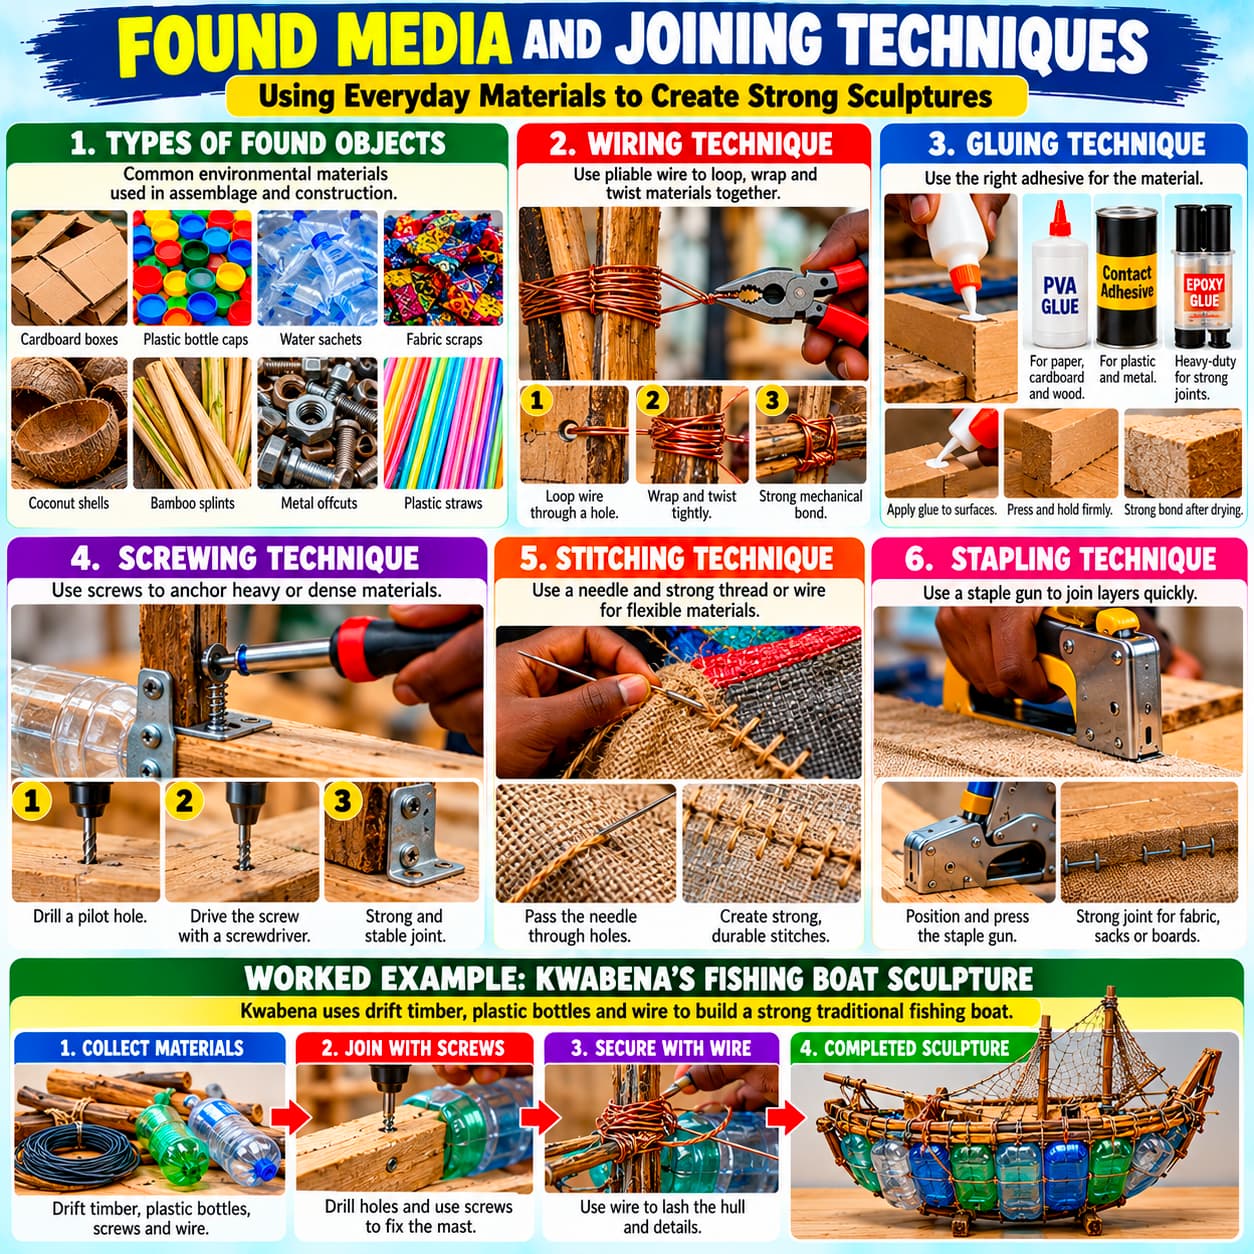 FOUND MEDIA AND JOINING TECHNIQUES
Using Everyday Materials to Create Strong Sculptures
1. TYPES OF FOUND OBJECTS
Common environmental materials
used in assemblage and construction.
Cardboard boxes
Plastic bottle caps
Water sachets
Fabric scraps
Coconut shells
Bamboo splints
Metal offcuts
Plastic straws
2. WIRING TECHNIQUE
Use pliable wire to loop, wrap and
twist materials together.
1
2
3
Loop wire
through a hole.
Wrap and twist
tightly.
Strong mechanical
bond.
3. GLUING TECHNIQUE
Use the right adhesive for the material.
PVA
GLUE
Contact
Adhesive
EPOXY
GLUE
For paper,
cardboard
and wood.
For plastic
and metal.
Heavy-duty
for strong
joints.
Apply glue to surfaces.
Press and hold firmly.
Strong bond after drying.
4. SCREWING TECHNIQUE
Use screws to anchor heavy or dense materials.
1
2
3
Drill a pilot hole.
Drive the screw
with a screwdriver.
Strong and
stable joint.
5. STITCHING TECHNIQUE
Use a needle and strong thread or wire
for flexible materials.
Pass the needle
through holes.
Create strong,
durable stitches.
6. STAPLING TECHNIQUE
Use a staple gun to join layers quickly.
Position and press
the staple gun.
Strong joint for fabric,
sacks or boards.
WORKED EXAMPLE: KWABENA'S FISHING BOAT SCULPTURE
Kwabena uses drift timber, plastic bottles and wire to build a strong traditional fishing boat.
1. COLLECT MATERIALS
Drift timber, plastic bottles,
screws and wire.
2. JOIN WITH SCREWS
Drill holes and use screws
to fix the mast.
3. SECURE WITH WIRE
Use wire to lash the hull
and details.
4. COMPLETED SCULPTURE